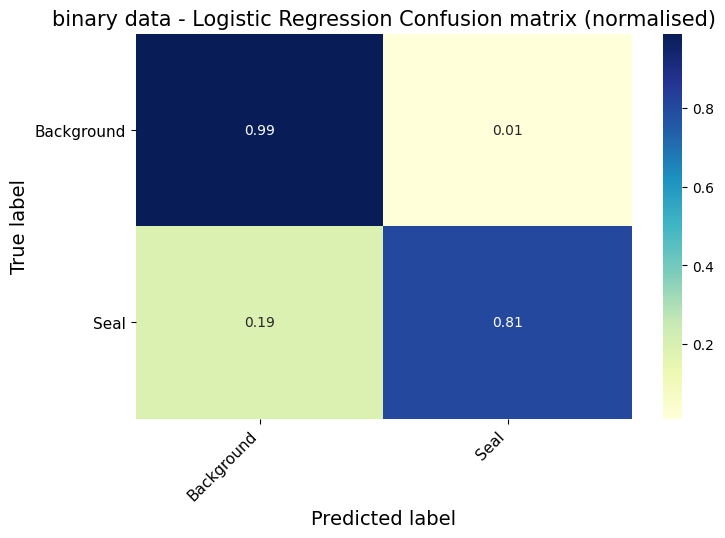 binary data - Logistic Regression Confusion matrix (normalised)
True label
Background
0.99
0.01
Seal
0.19
0.81
Background
Seal
Predicted label
0.8
0.6
0.4
0.2